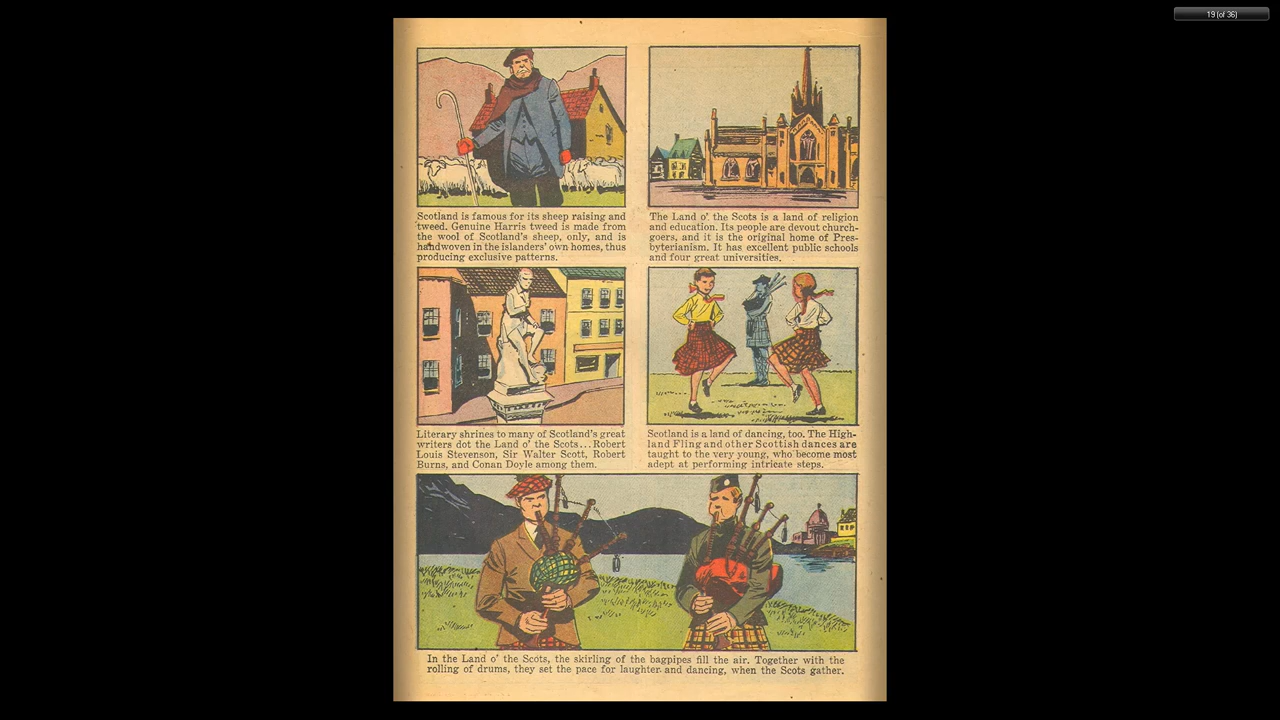 19 (of 36)
Scotland is famous for its sheep raising and
tweed. Genuine Harris tweed is made from
the wool of Scotland's sheep, only, and is
handwoven in the islanders' own homes, thus
producing exclusive patterns.
The Land o' the Scots is a land of religion
and education. Its people are devout church-
goers, and it is the original home of Pres-
byterianism. It has excellent public schools
and four great universities.
Literary shrines to many of Scotland's great
writers dot the Land o' the Scots...Robert
Louis Stevenson, Sir Walter Scott, Robert
Burns, and Conan Doyle among them.
Scotland is a land of dancing, too. The High-
land Fling and other Scottish dances are
taught to the very young, who become most
adept at performing intricate steps.
In the Land o' the Scots, the skirling of the bagpipes fill the air. Together with the
rolling of drums, they set the pace for laughter and dancing, when the Scots gather.